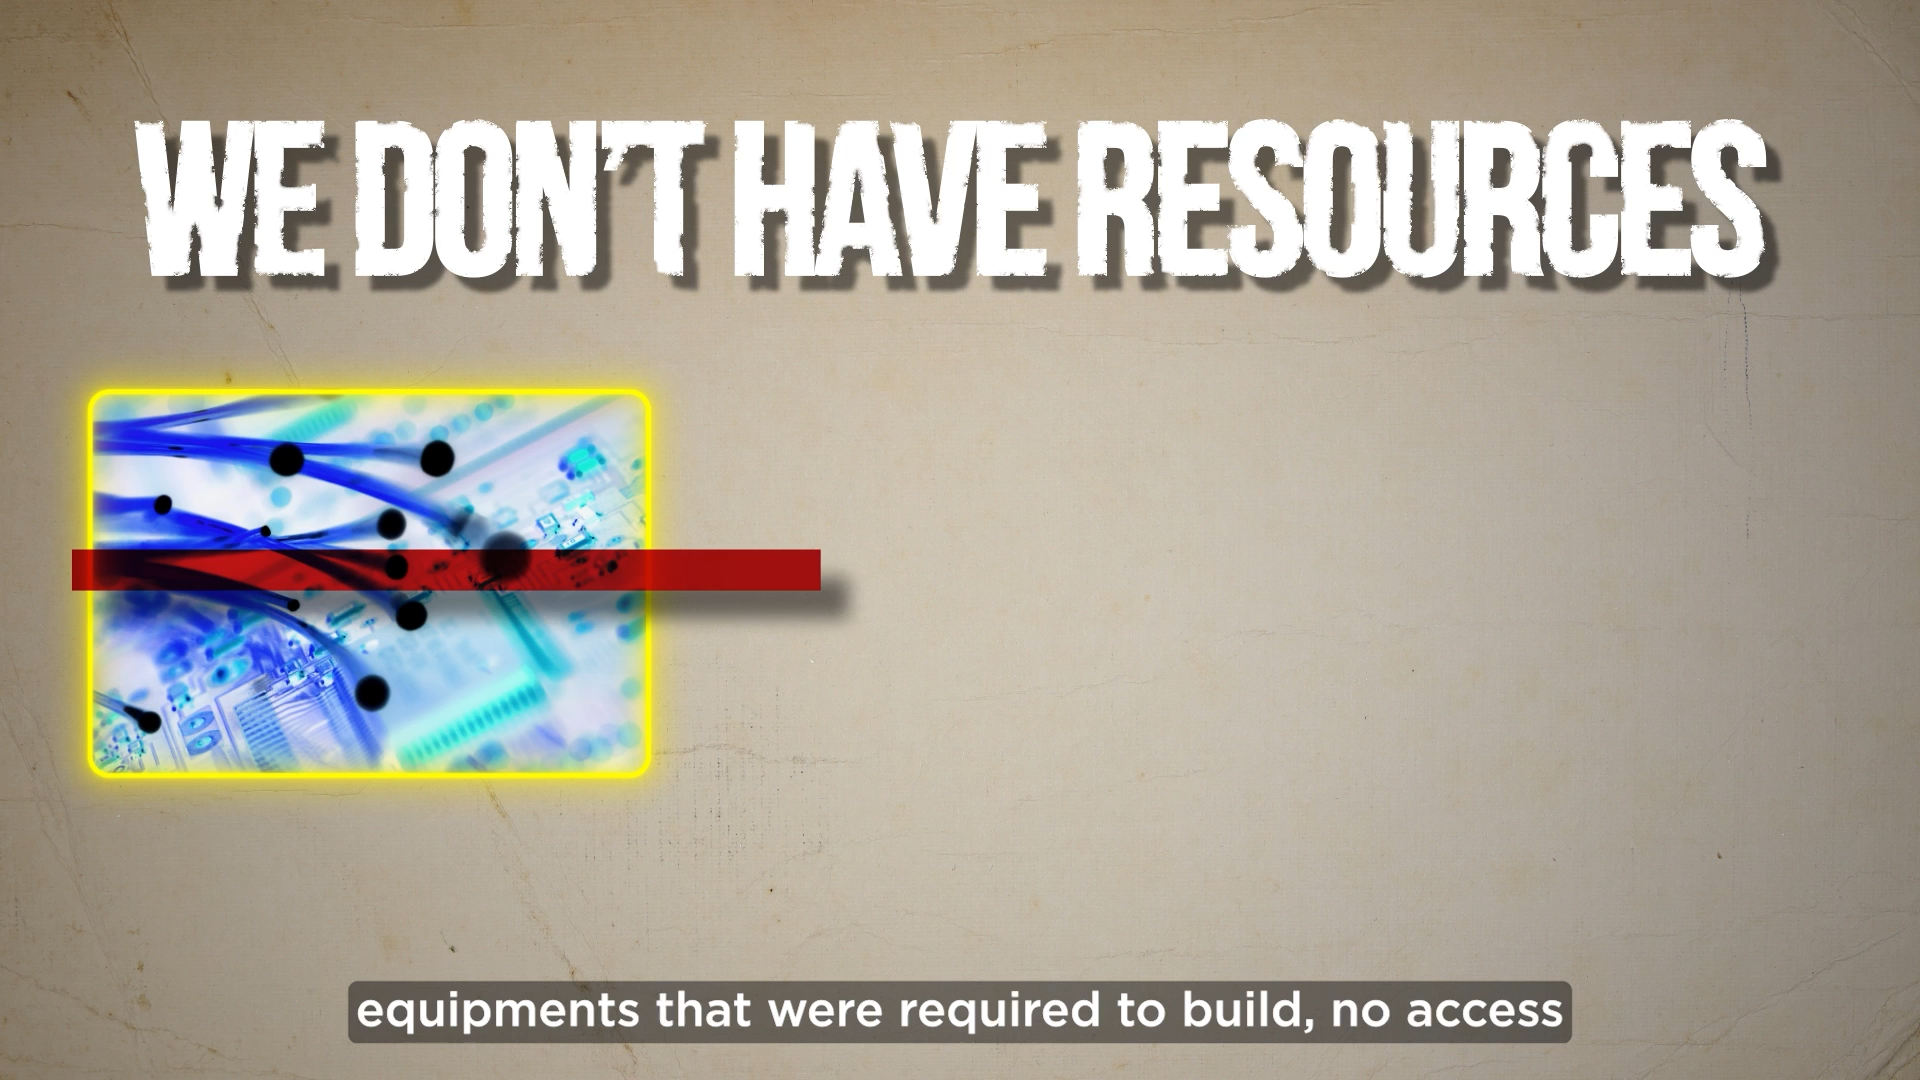 WE DON'T HAVE RESOURCES
equipments that were required to build, no access